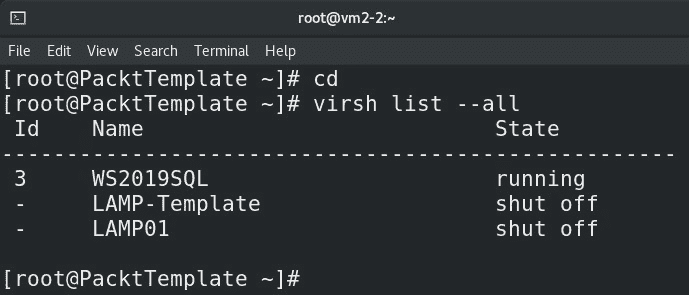 root@vm2-2:~
File Edit View Search Terminal Help
[root@PacktTemplate ~]# cd
[root@PacktTemplate ~]# virsh list --all
Id Name State
----------------------------------------------------
3 WS2019SQL running
- LAMP-Template shut off
- LAMP01 shut off
[root@PacktTemplate ~]#